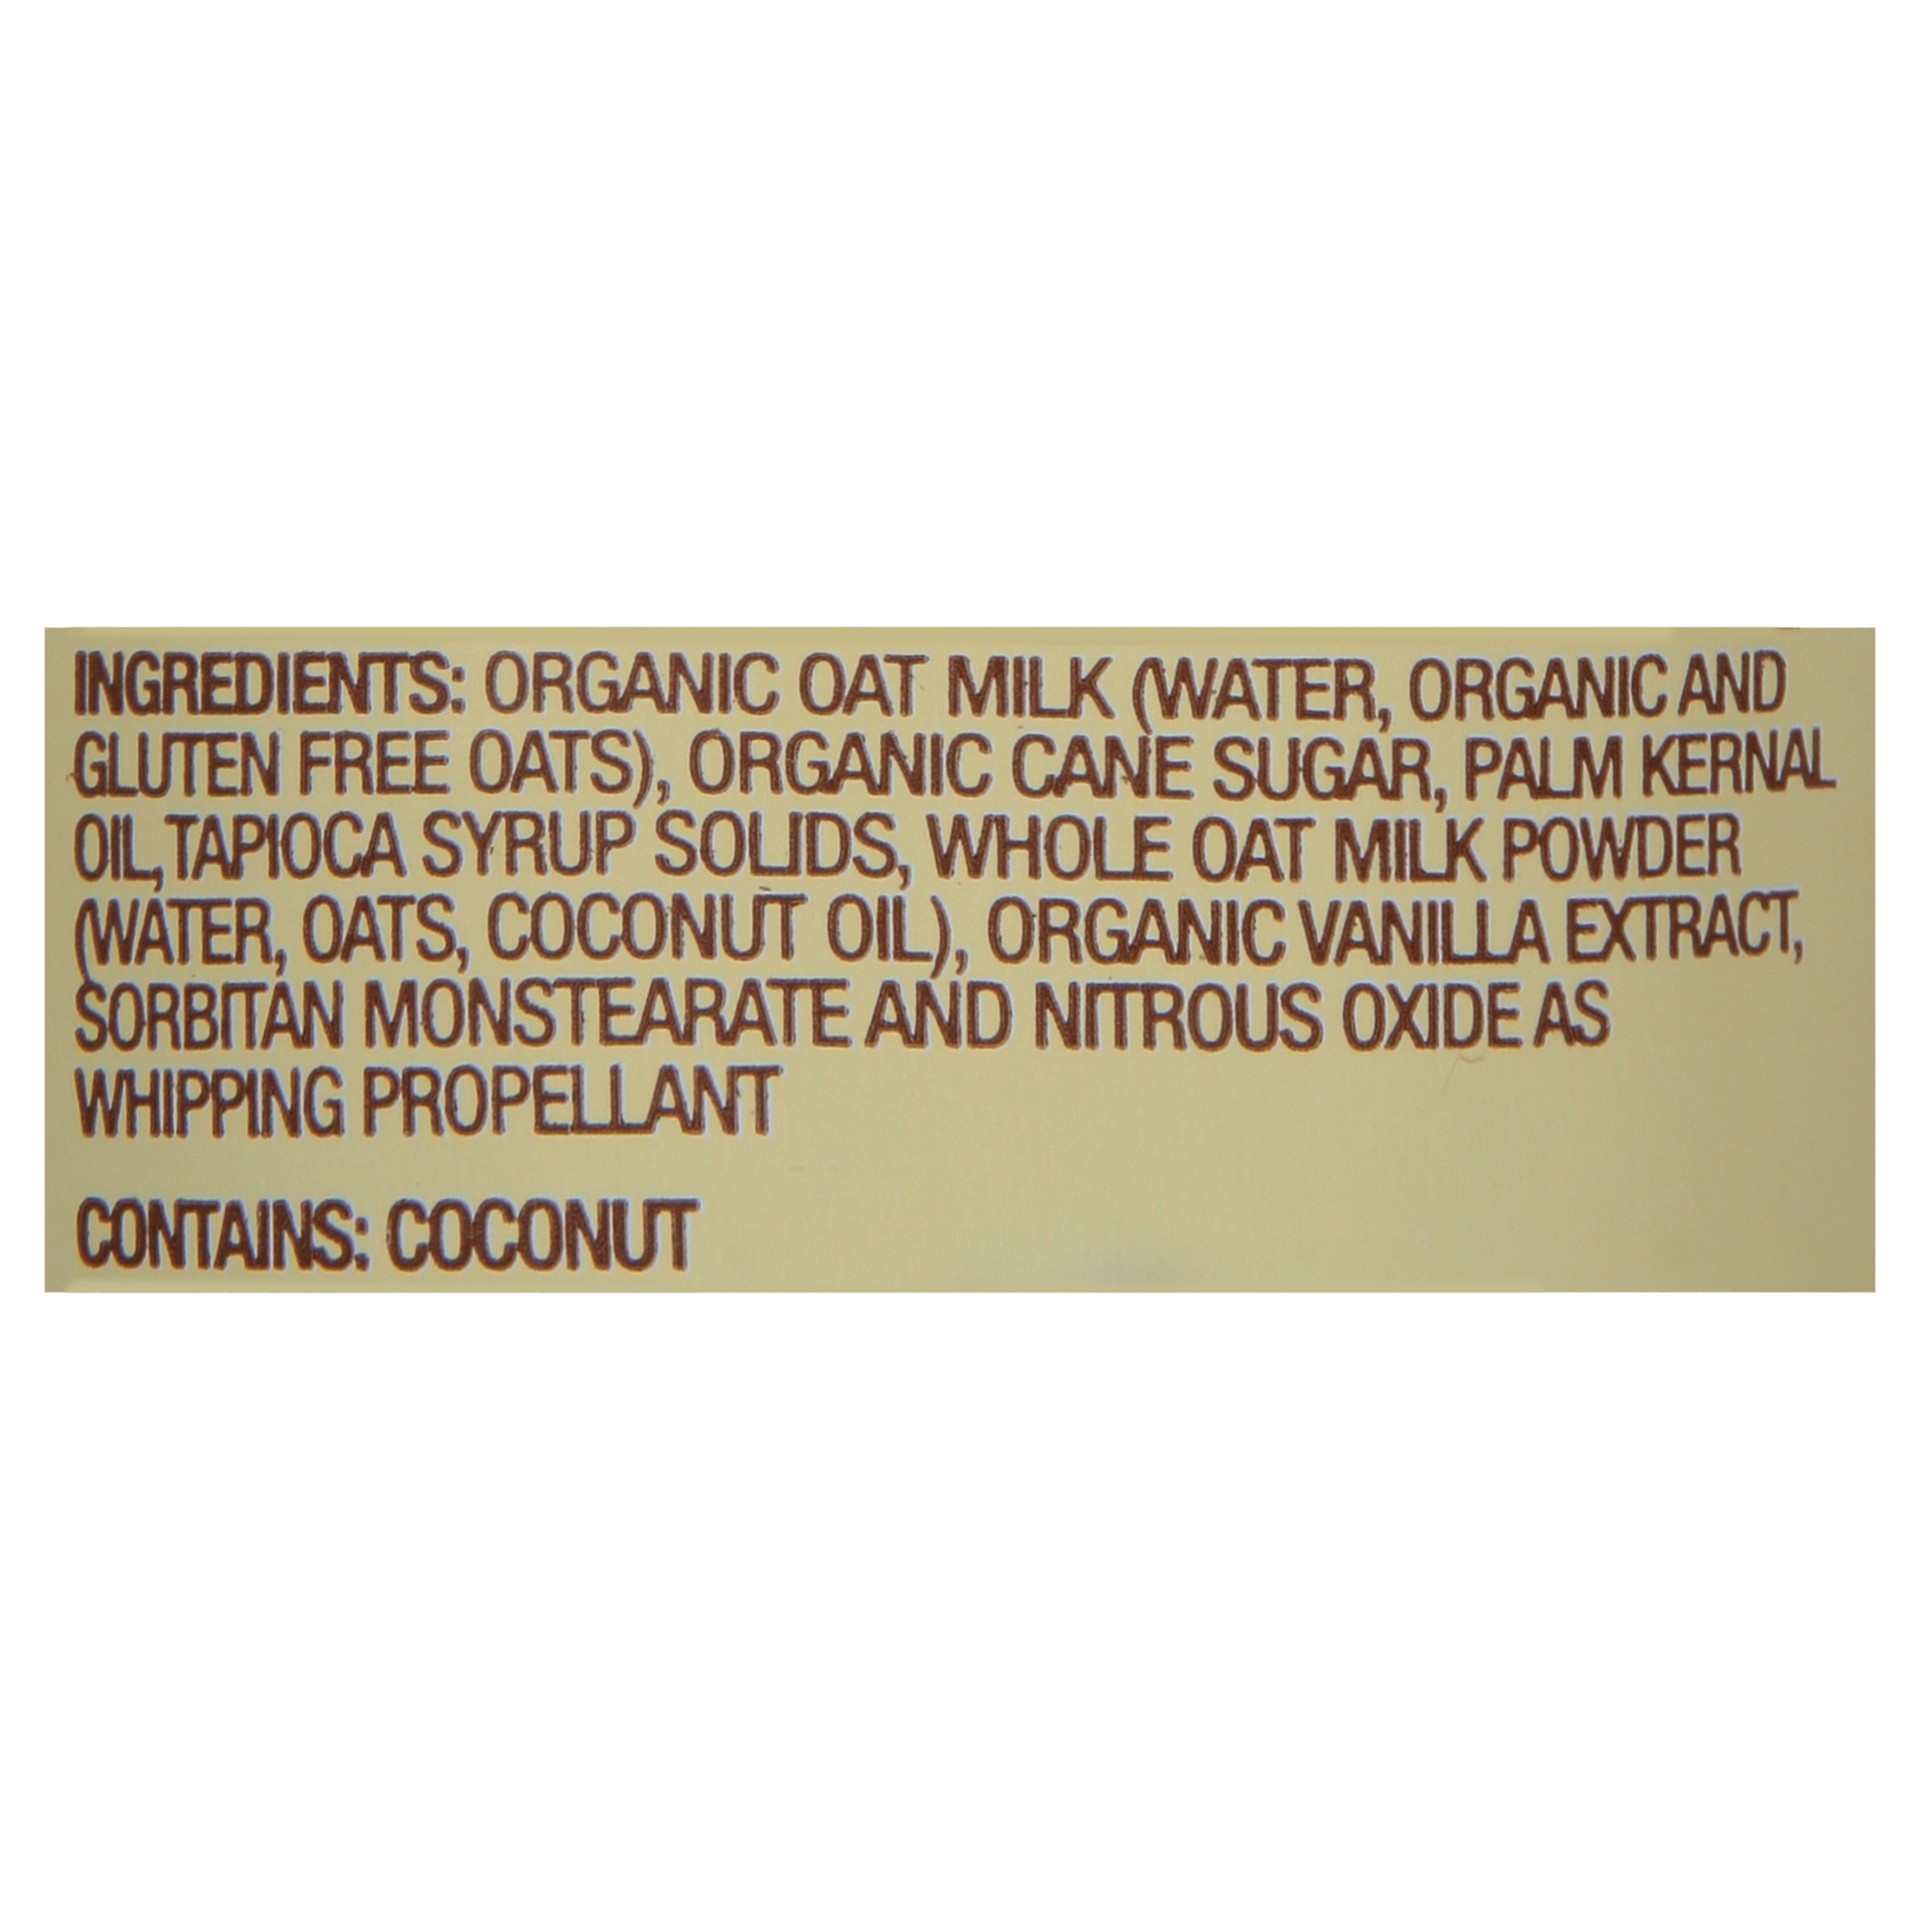 INGREDIENTS: ORGANIC OAT MILK (WATER, ORGANIC AND
GLUTEN FREE OATS), ORGANIC CANE SUGAR, PALM KERNAL
OIL, TAPIOCA SYRUP SOLIDS, WHOLE OAT MILK POWDER
(WATER, OATS, COCONUT OIL), ORGANIC VANILLA EXTRACT,
SORBITAN MONSTEARATE AND NITROUS OXIDE AS
WHIPPING PROPELLANT
CONTAINS: COCONUT